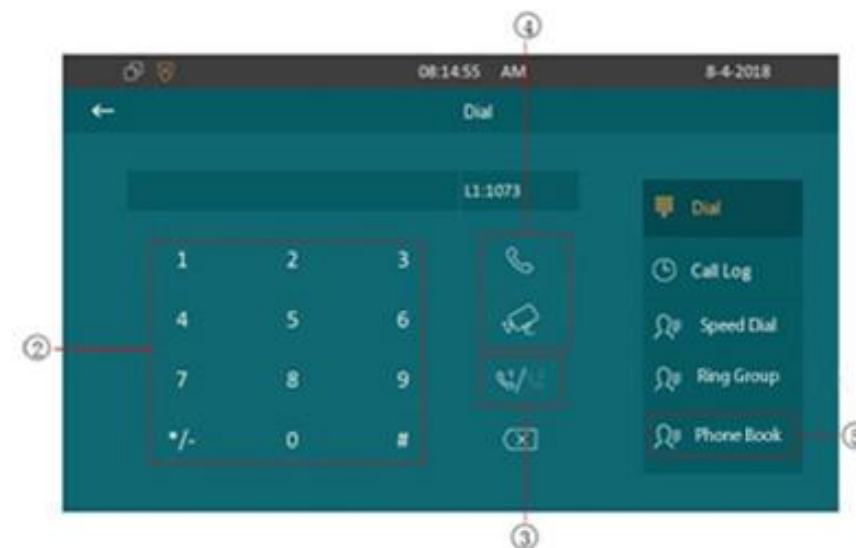 ④
08:14:55 AM 8-4-2018
Dial
L1:1073
1 2 3
4 5 6
7 8 9
*/- 0 #
Dial
Call Log
Speed Dial
Ring Group
Phone Book
②
③
⑤